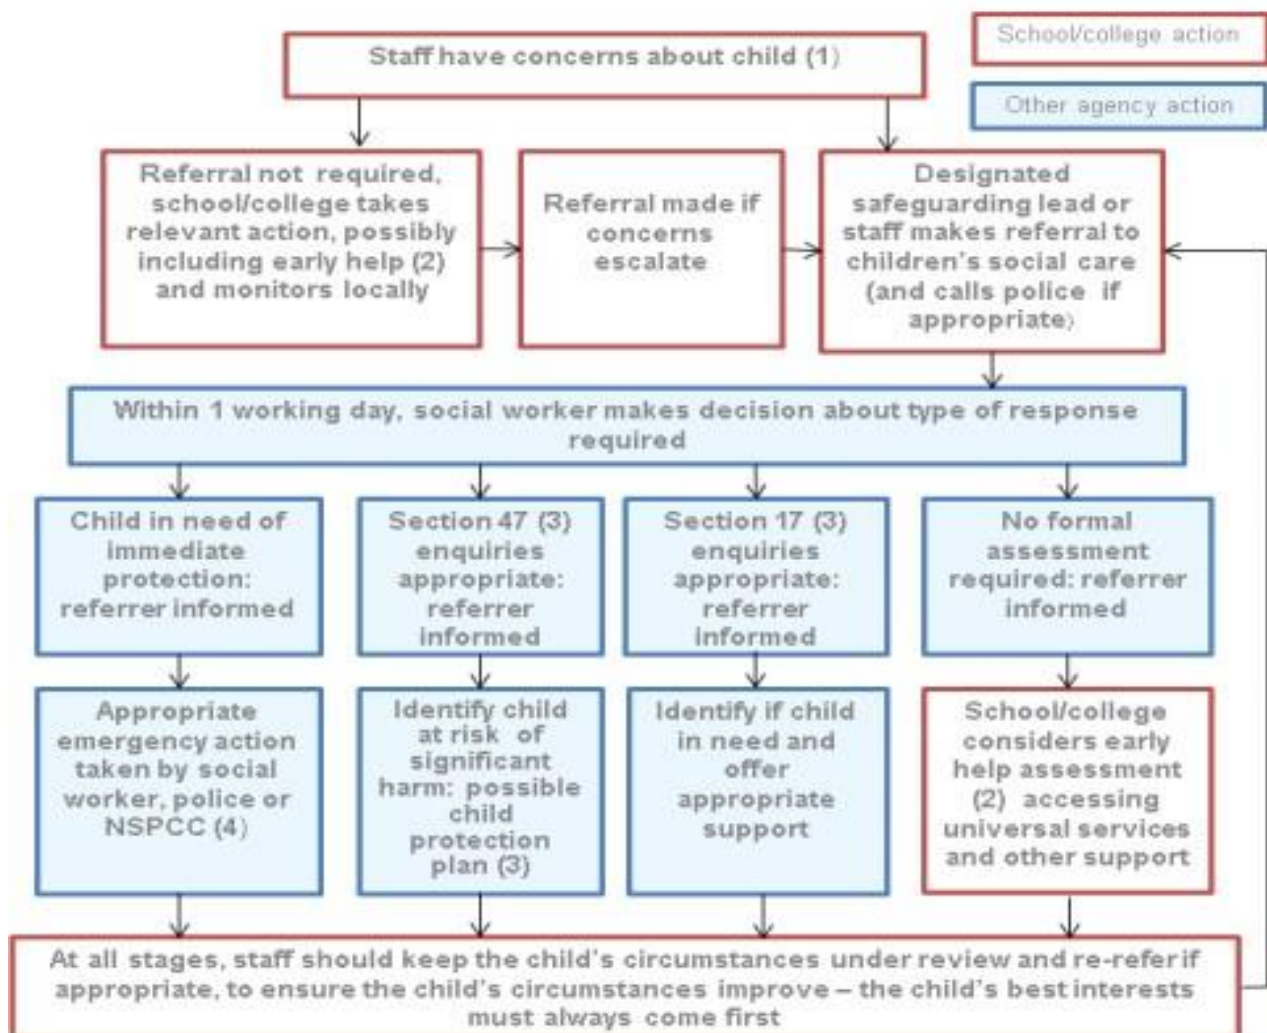 School/college action
Other agency action
Staff have concerns about child (1)
Referral not required,
school/college takes
relevant action, possibly
including early help (2)
and monitors locally
Referral made if
concerns
escalate
Designated
safeguarding lead or
staff makes referral to
children's social care
(and calls police if
appropriate)
Within 1 working day, social worker makes decision about type of response
required
Child in need of
immediate
protection:
referrer informed
Section 47 (3)
enquiries
appropriate:
referrer
informed
Section 17 (3)
enquiries
appropriate:
referrer
informed
No formal
assessment
required: referrer
informed
Appropriate
emergency action
taken by social
worker, police or
NSPCC (4)
Identify child
at risk of
significant
harm: possible
child
protection
plan (3)
Identify if child
in need and
offer
appropriate
support
School/college
considers early
help assessment
(2) accessing
universal services
and other support
At all stages, staff should keep the child's circumstances under review and re-refer if
appropriate, to ensure the child's circumstances improve – the child's best interests
must always come first